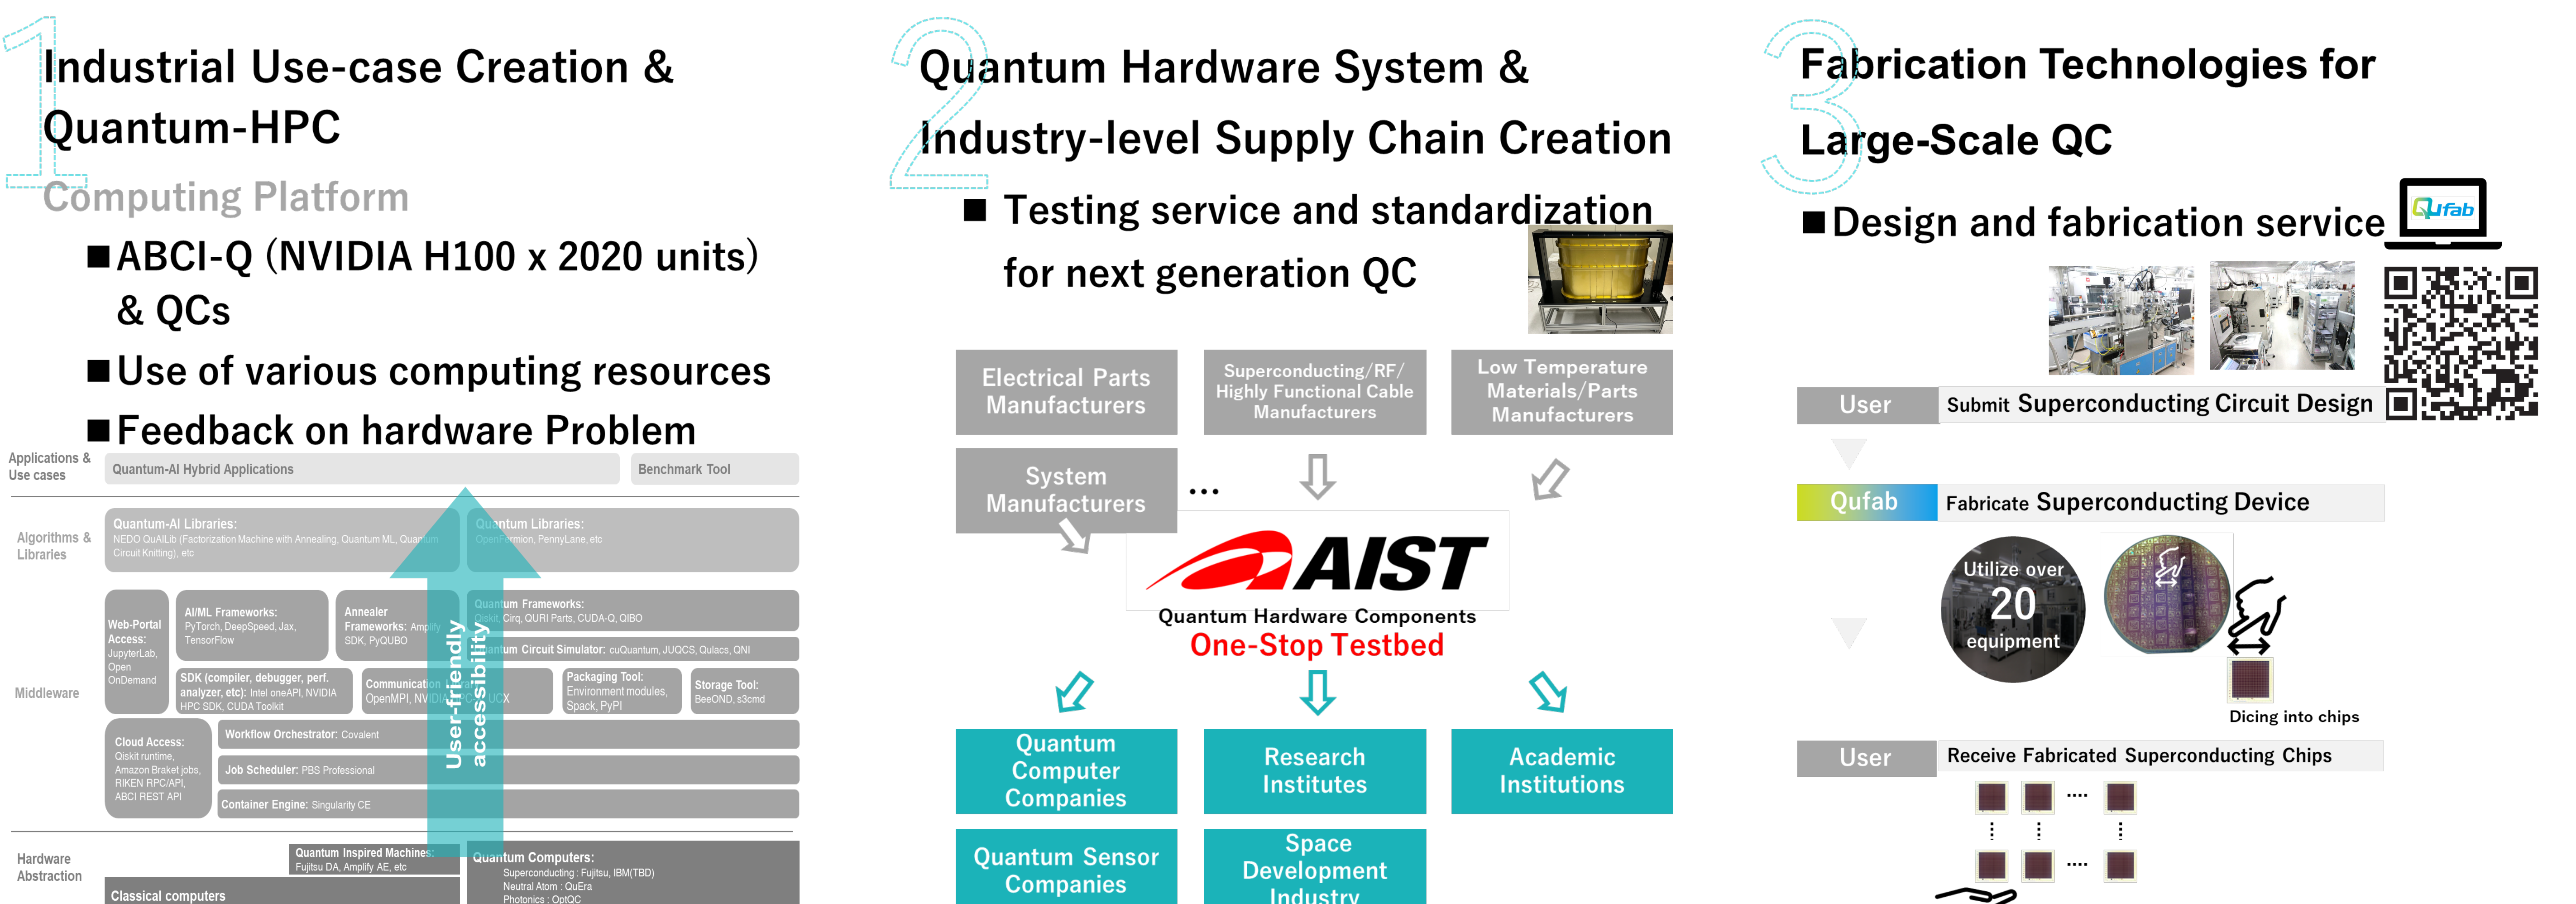 1
Industrial Use-case Creation &
Quantum-HPC
Computing Platform
■ABCI-Q (NVIDIA H100 x 2020 units)
& QCs
■Use of various computing resources
■Feedback on hardware Problem
Applications &
Use cases
Quantum-AI Hybrid Applications
Benchmark Tool
Algorithms &
Libraries
Quantum-AI Libraries:
NEDO QuAILib (Factorization Machine with Annealing, Quantum ML, Quantum
Circuit Knitting), etc
Quantum Libraries:
OpenFermion, PennyLane, etc
Middleware
Web-Portal
Access:
JupyterLab,
Open
OnDemand
AI/ML Frameworks:
PyTorch, DeepSpeed, Jax,
TensorFlow
Annealer
Frameworks: Amplify
SDK, PyQUBO
Quantum Frameworks:
Qiskit, Cirq, QURI Parts, CUDA-Q, QIBO
Quantum Circuit Simulator: cuQuantum, JUQCS, Qulacs, QNI
SDK (compiler, debugger, perf.
analyzer, etc): Intel oneAPI, NVIDIA
HPC SDK, CUDA Toolkit
Communication
OpenMPI, NVIDIA UCX
Packaging Tool:
Environment modules,
Spack, PyPI
Storage Tool:
BeeOND, s3cmd
Cloud Access:
Qiskit runtime,
Amazon Braket jobs,
RIKEN RPC/API,
ABCI REST API
Workflow Orchestrator: Covalent
Job Scheduler: PBS Professional
Container Engine: Singularity CE
User-friendly
accessibility
Hardware
Abstraction
Quantum Inspired Machines:
Fujitsu DA, Amplify AE, etc
Classical computers
Quantum Computers:
Superconducting : Fujitsu, IBM(TBD)
Neutral Atom : QuEra
Photonics : OptQC
2
Quantum Hardware System &
Industry-level Supply Chain Creation
■ Testing service and standardization
for next generation QC
Electrical Parts
Manufacturers
Superconducting/RF/
Highly Functional Cable
Manufacturers
Low Temperature
Materials/Parts
Manufacturers
System
Manufacturers
...
AIST
Quantum Hardware Components
One-Stop Testbed
Quantum
Computer
Companies
Research
Institutes
Academic
Institutions
Quantum Sensor
Companies
Space
Development
Industry
3
Fabrication Technologies for
Large-Scale QC
■Design and fabrication service
Qufab
User
Submit Superconducting Circuit Design
Qufab
Fabricate Superconducting Device
Utilize over
20
equipment
Dicing into chips
User
Receive Fabricated Superconducting Chips
....
....